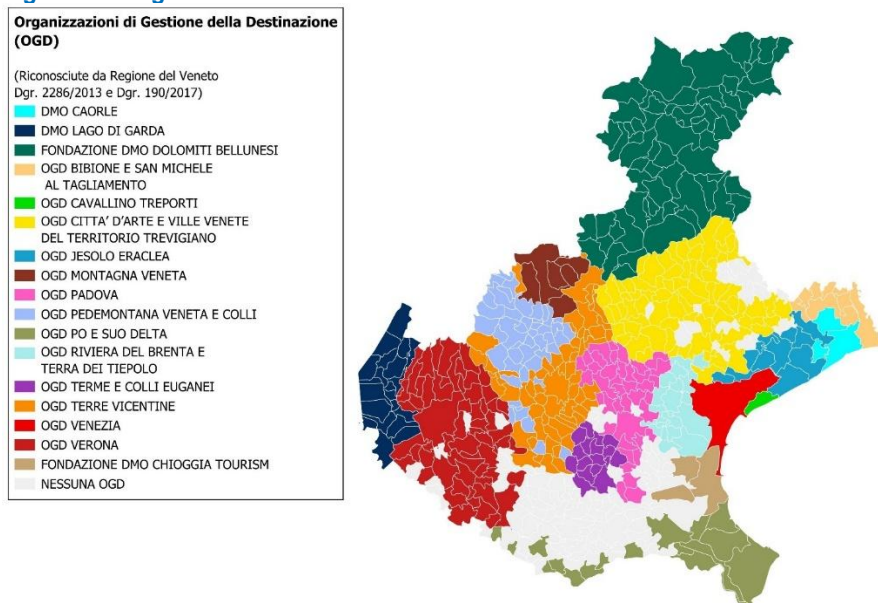 Organizzazioni di Gestione della Destinazione
(OGD)
(Riconosciute da Regione del Veneto
Dgr. 2286/2013 e Dgr. 190/2017)
DMO CAORLE
DMO LAGO DI GARDA
FONDAZIONE DMO DOLOMITI BELLUNESI
OGD BIBIONE E SAN MICHELE
AL TAGLIAMENTO
OGD CAVALLINO TREPORTI
OGD CITTA' D'ARTE E VILLE VENETE
DEL TERRITORIO TREVIGIANO
OGD JESOLO ERACLEA
OGD MONTAGNA VENETA
OGD PADOVA
OGD PEDEMONTANA VENETA E COLLI
OGD PO E SUO DELTA
OGD RIVIERA DEL BRENTA E
TERRA DEI TIEPOLO
OGD TERME E COLLI EUGANEI
OGD TERRE VICENTINE
OGD VENEZIA
OGD VERONA
FONDAZIONE DMO CHIOGGIA TOURISM
NESSUNA OGD